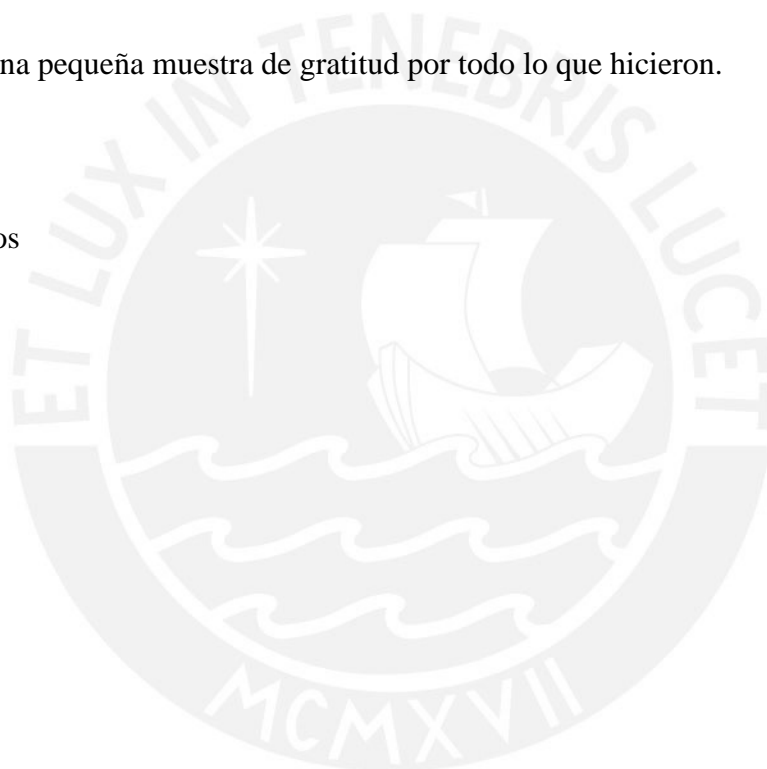 na pequeña muestra de gratitud por todo lo que hicieron.
os
ET LUX IN TENEBRIS LUCET
MCMXVII